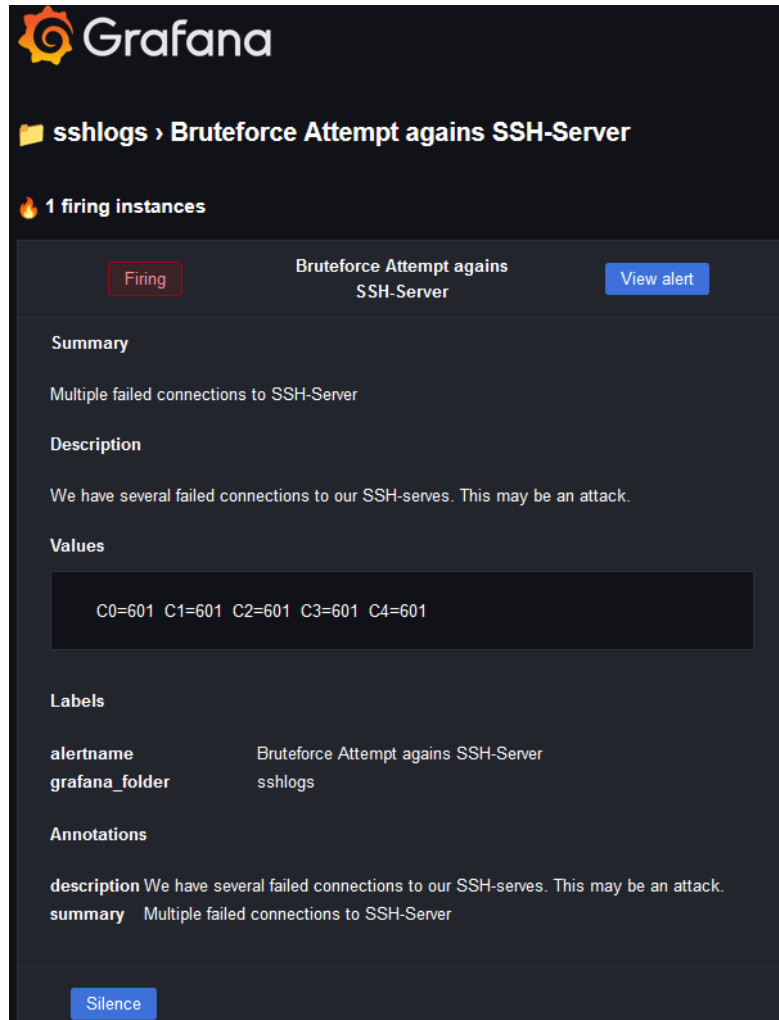 Grafana
sshlogs › Bruteforce Attempt agains SSH-Server
1 firing instances
Firing
Bruteforce Attempt agains
SSH-Server
View alert
Summary
Multiple failed connections to SSH-Server
Description
We have several failed connections to our SSH-serves. This may be an attack.
Values
C0=601 C1=601 C2=601 C3=601 C4=601
Labels
alertname Bruteforce Attempt agains SSH-Server
grafana_folder sshlogs
Annotations
description We have several failed connections to our SSH-serves. This may be an attack.
summary Multiple failed connections to SSH-Server
Silence